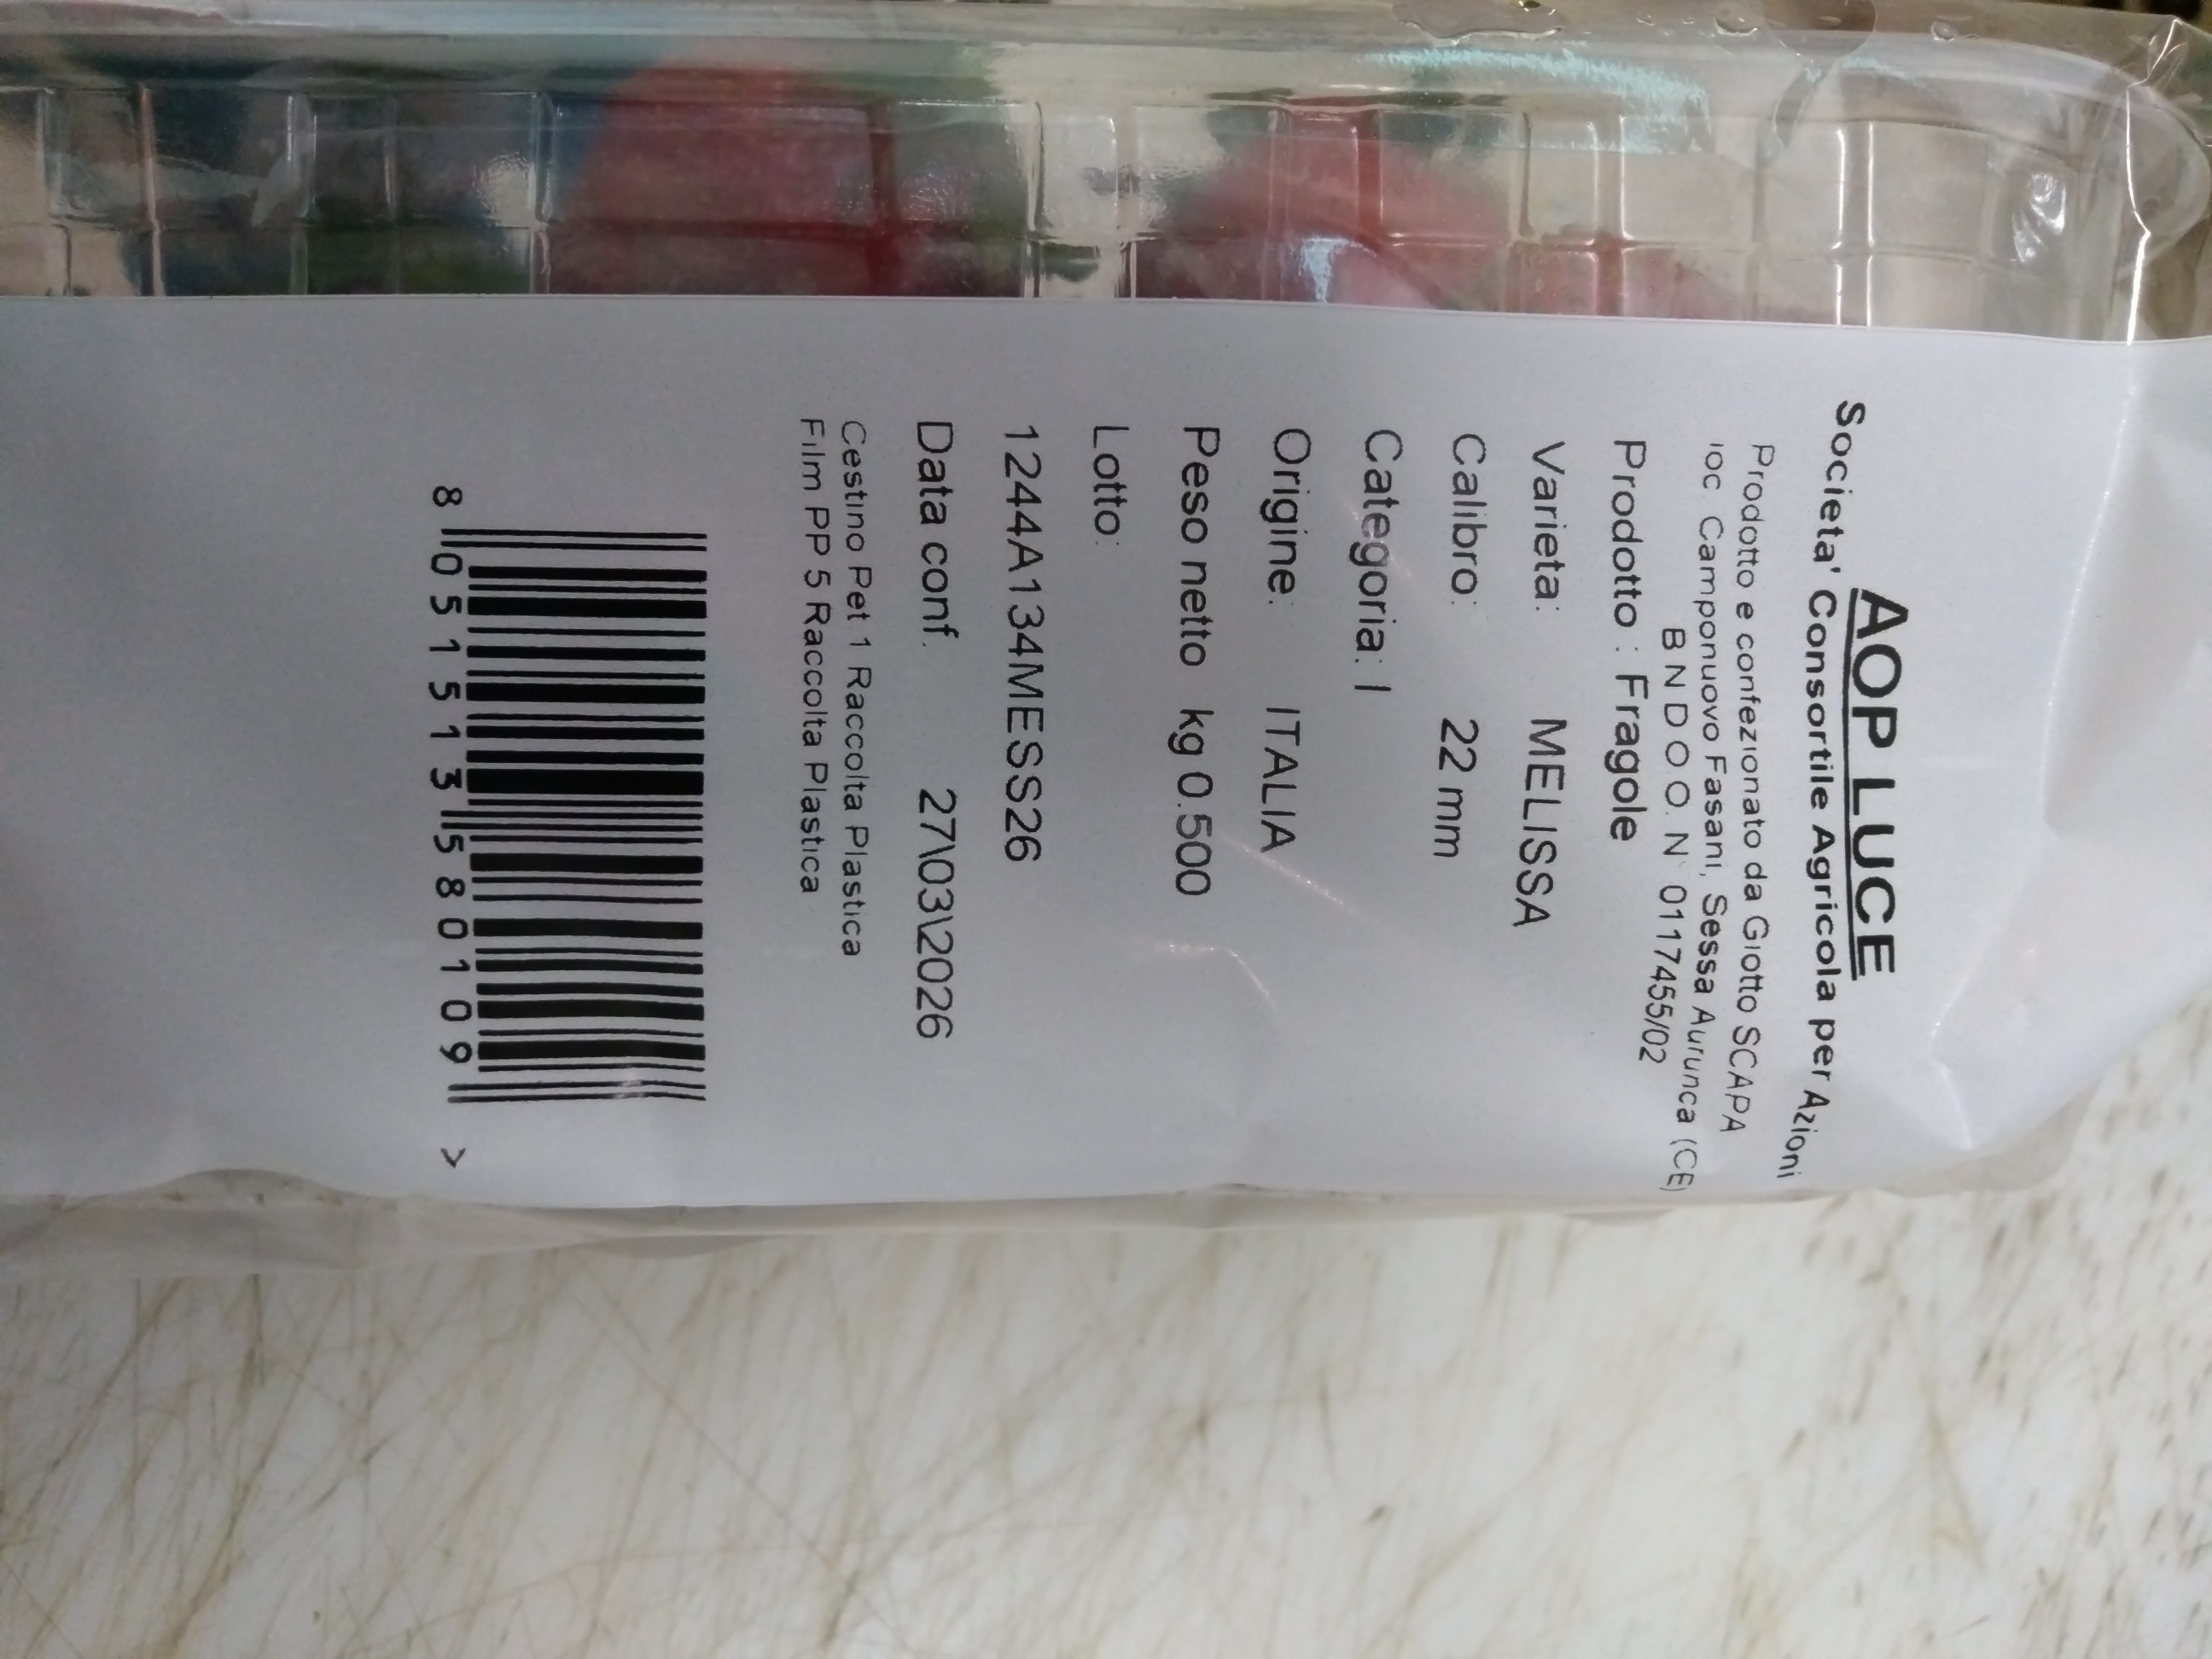 AOP LUCE
Societa' Consortile Agricola per Azioni
Prodotto e confezionato da Giotto SCAPA
loc. Camponuovo Fasani, Sessa Aurunca (CE)
B N D O O. N° 0117455/02
Prodotto : Fragole
Varieta: MELISSA
Calibro: 22 mm
Categoria: I
Origine: ITALIA
Peso netto kg 0.500
Lotto:
1244A134MESS26
Data conf. 27\03\2026
Cestino Pet 1 Raccolta Plastica
Film PP 5 Raccolta Plastica
8 051513 580109 >